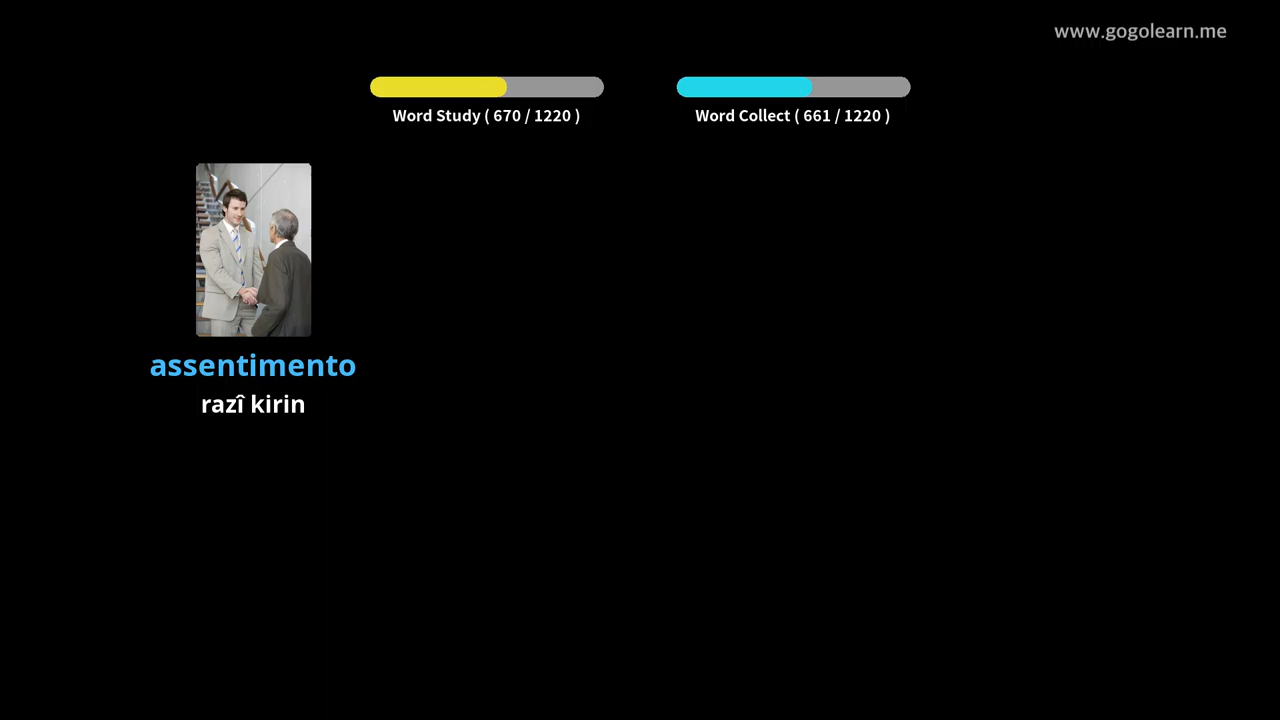 www.gogolearn.me
Word Study ( 670 / 1220 )
Word Collect ( 661 / 1220 )
assentimento
razî kirin